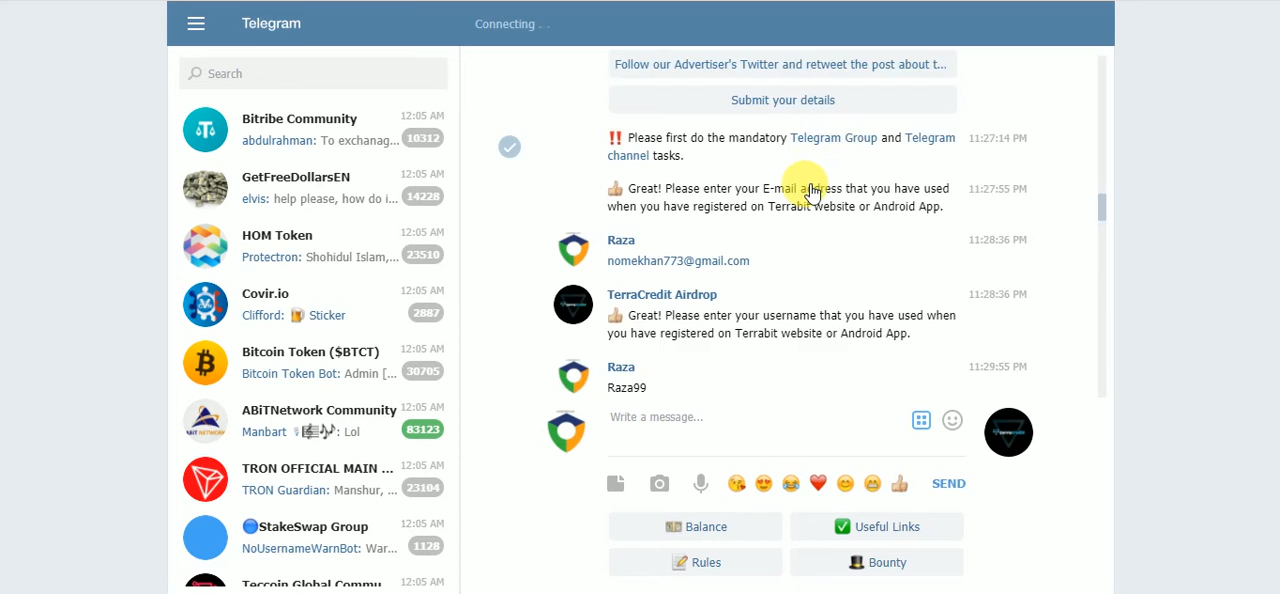 Telegram
Connecting . .
Search
Bitribe Community 12:05 AM
abdulrahman: To exchanag... 10312
GetFreeDollarsEN 12:05 AM
elvis: help please, how do i... 14228
HOM Token 12:05 AM
Protectron: Shohidul Islam,... 23510
Covir.io 12:05 AM
Clifford: 🍺 Sticker 2887
Bitcoin Token ($BTCT) 12:05 AM
Bitcoin Token Bot: Admin [... 30705
ABiTNetwork Community 12:05 AM
Manbart 🎼🎶: Lol 83123
TRON OFFICIAL MAIN ... 12:05 AM
TRON Guardian: Manshur, ... 23104
🔵StakeSwap Group 12:05 AM
NoUsernameWarnBot: War... 1128
Teccoin Global Commu 12:05 AM
Follow our Advertiser's Twitter and retweet the post about t...
Submit your details
‼️ Please first do the mandatory Telegram Group and Telegram 11:27:14 PM
channel tasks.
👍 Great! Please enter your E-mail address that you have used 11:27:55 PM
when you have registered on Terrabit website or Android App.
Raza 11:28:36 PM
nomekhan773@gmail.com
TerraCredit Airdrop 11:28:36 PM
👍 Great! Please enter your username that you have used when
you have registered on Terrabit website or Android App.
Raza 11:29:55 PM
Raza99
Write a message...
SEND
💵 Balance
✅ Useful Links
📝 Rules
🎩 Bounty